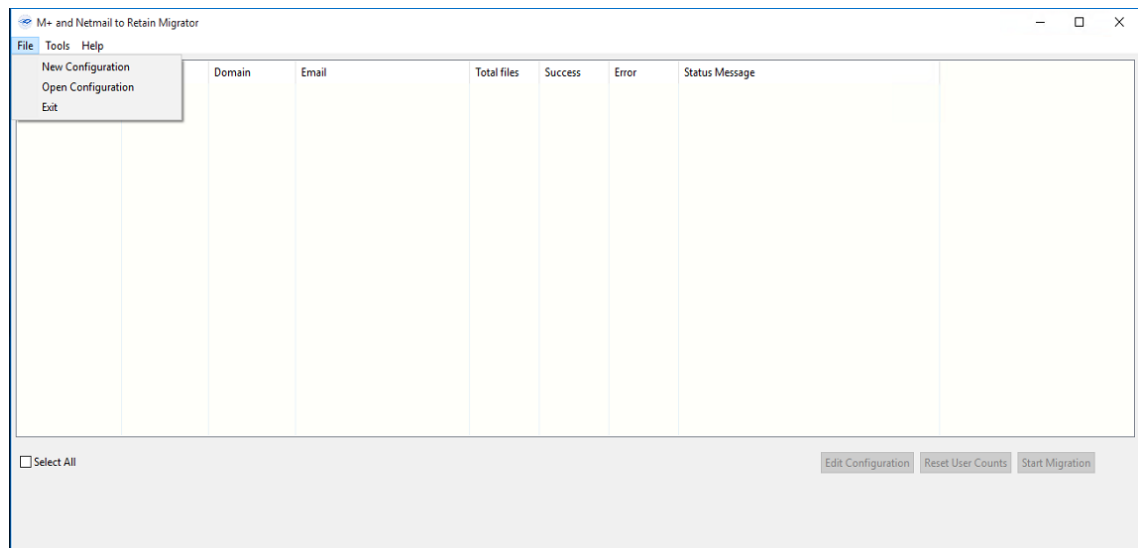 M+ and Netmail to Retain Migrator
File Tools Help
New Configuration
Open Configuration
Exit
Domain Email Total files Success Error Status Message
Select All
Edit Configuration Reset User Counts Start Migration